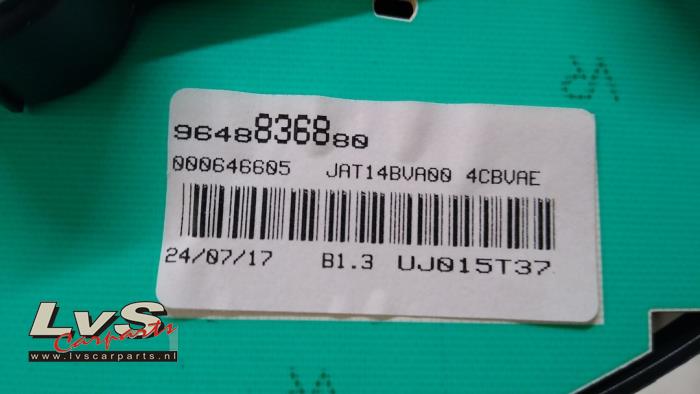 9648836880
000646605 JAT14BVA00 4CBVAE
24/07/17 B1.3 UJ015T37
LvS
Carparts
www.lvscarparts.nl